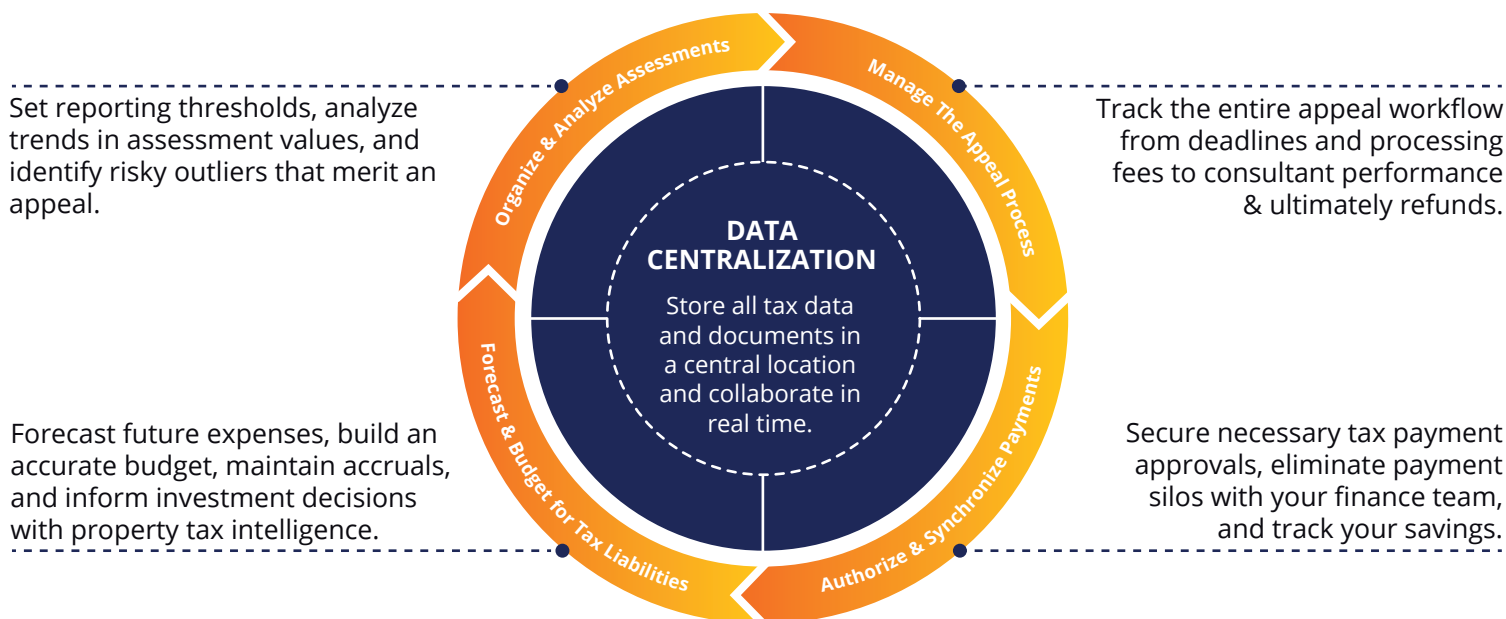 Organize & Analyze Assessments
Set reporting thresholds, analyze
trends in assessment values, and
identify risky outliers that merit an
appeal.
Manage The Appeal Process
Track the entire appeal workflow
from deadlines and processing
fees to consultant performance
& ultimately refunds.
DATA
CENTRALIZATION
Store all tax data
and documents in
a central location
and collaborate in
real time.
Authorize & Synchronize Payments
Secure necessary tax payment
approvals, eliminate payment
silos with your finance team,
and track your savings.
Forecast & Budget for Tax Liabilities
Forecast future expenses, build an
accurate budget, maintain accruals,
and inform investment decisions
with property tax intelligence.